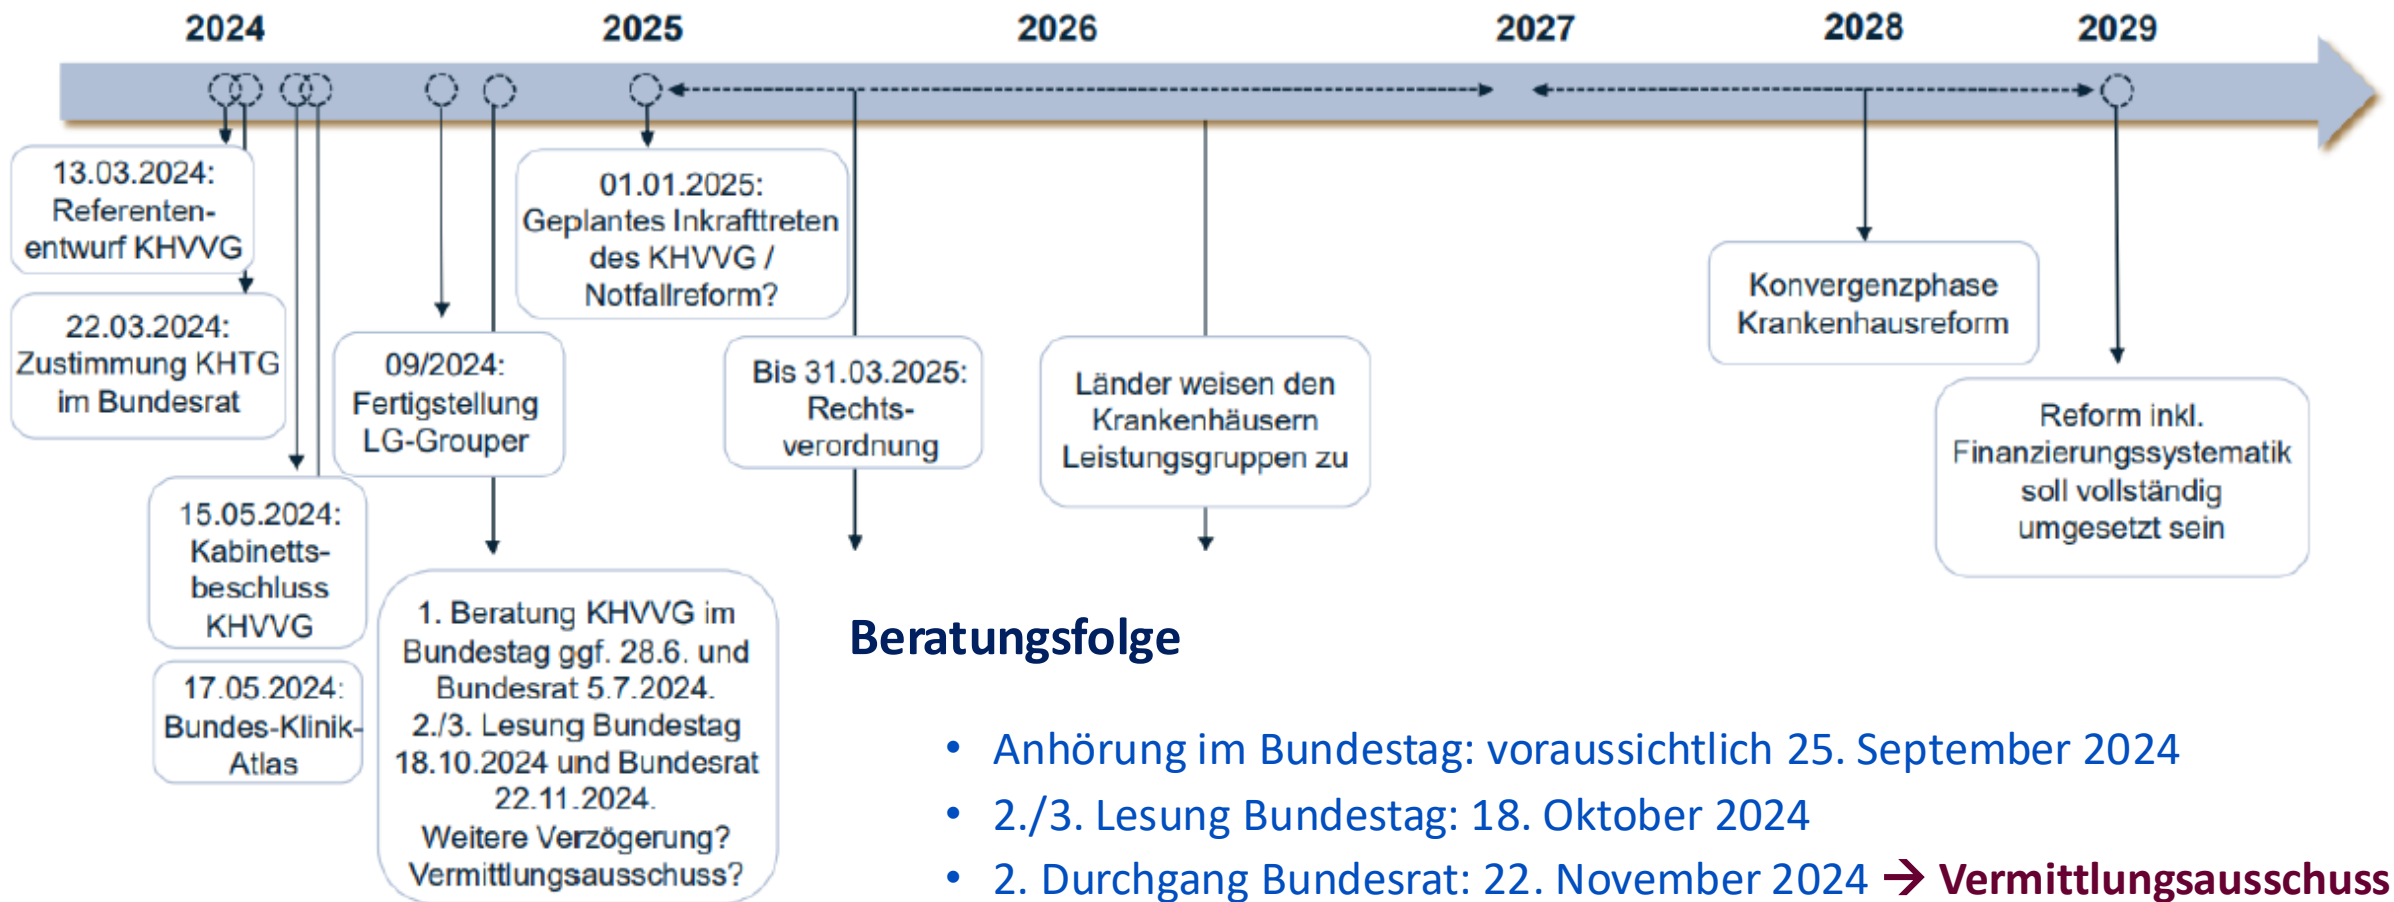 2024
2025
2026
2027
2028
2029
13.03.2024:
Referenten-
entwurf KHVVG
22.03.2024:
Zustimmung KHTG
im Bundesrat
15.05.2024:
Kabinetts-
beschluss
KHVVG
17.05.2024:
Bundes-Klinik-
Atlas
09/2024:
Fertigstellung
LG-Grouper
1. Beratung KHVVG im
Bundestag ggf. 28.6. und
Bundesrat 5.7.2024.
2./3. Lesung Bundestag
18.10.2024 und Bundesrat
22.11.2024.
Weitere Verzögerung?
Vermittlungsausschuss?
01.01.2025:
Geplantes Inkrafttreten
des KHVVG /
Notfallreform?
Bis 31.03.2025:
Rechts-
verordnung
Länder weisen den
Krankenhäusern
Leistungsgruppen zu
Konvergenzphase
Krankenhausreform
Reform inkl.
Finanzierungssystematik
soll vollständig
umgesetzt sein
Beratungsfolge
• Anhörung im Bundestag: voraussichtlich 25. September 2024
• 2./3. Lesung Bundestag: 18. Oktober 2024
• 2. Durchgang Bundesrat: 22. November 2024 → Vermittlungsausschuss